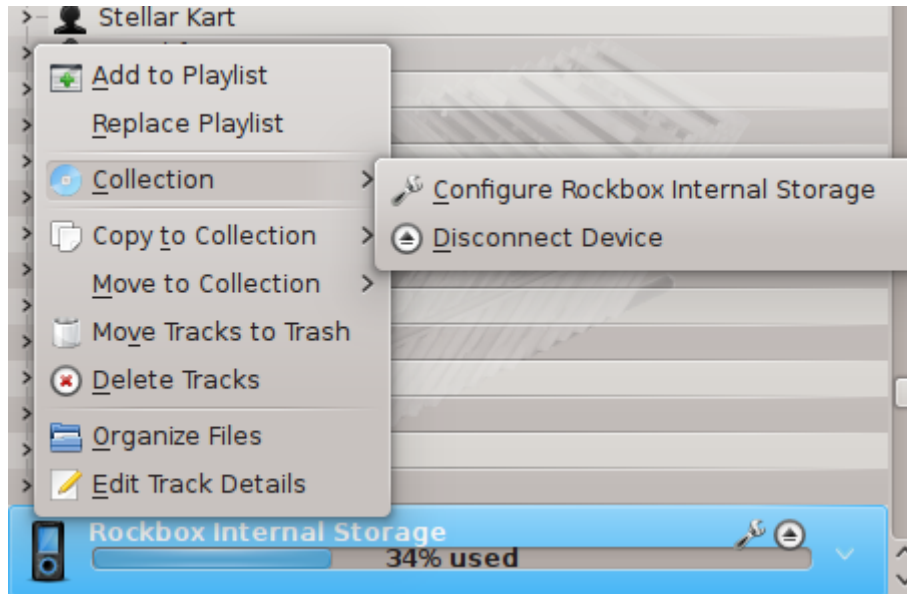 Stellar Kart
Add to Playlist
Replace Playlist
Collection
Configure Rockbox Internal Storage
Disconnect Device
Copy to Collection
Move to Collection
Move Tracks to Trash
Delete Tracks
Organize Files
Edit Track Details
Rockbox Internal Storage
34% used